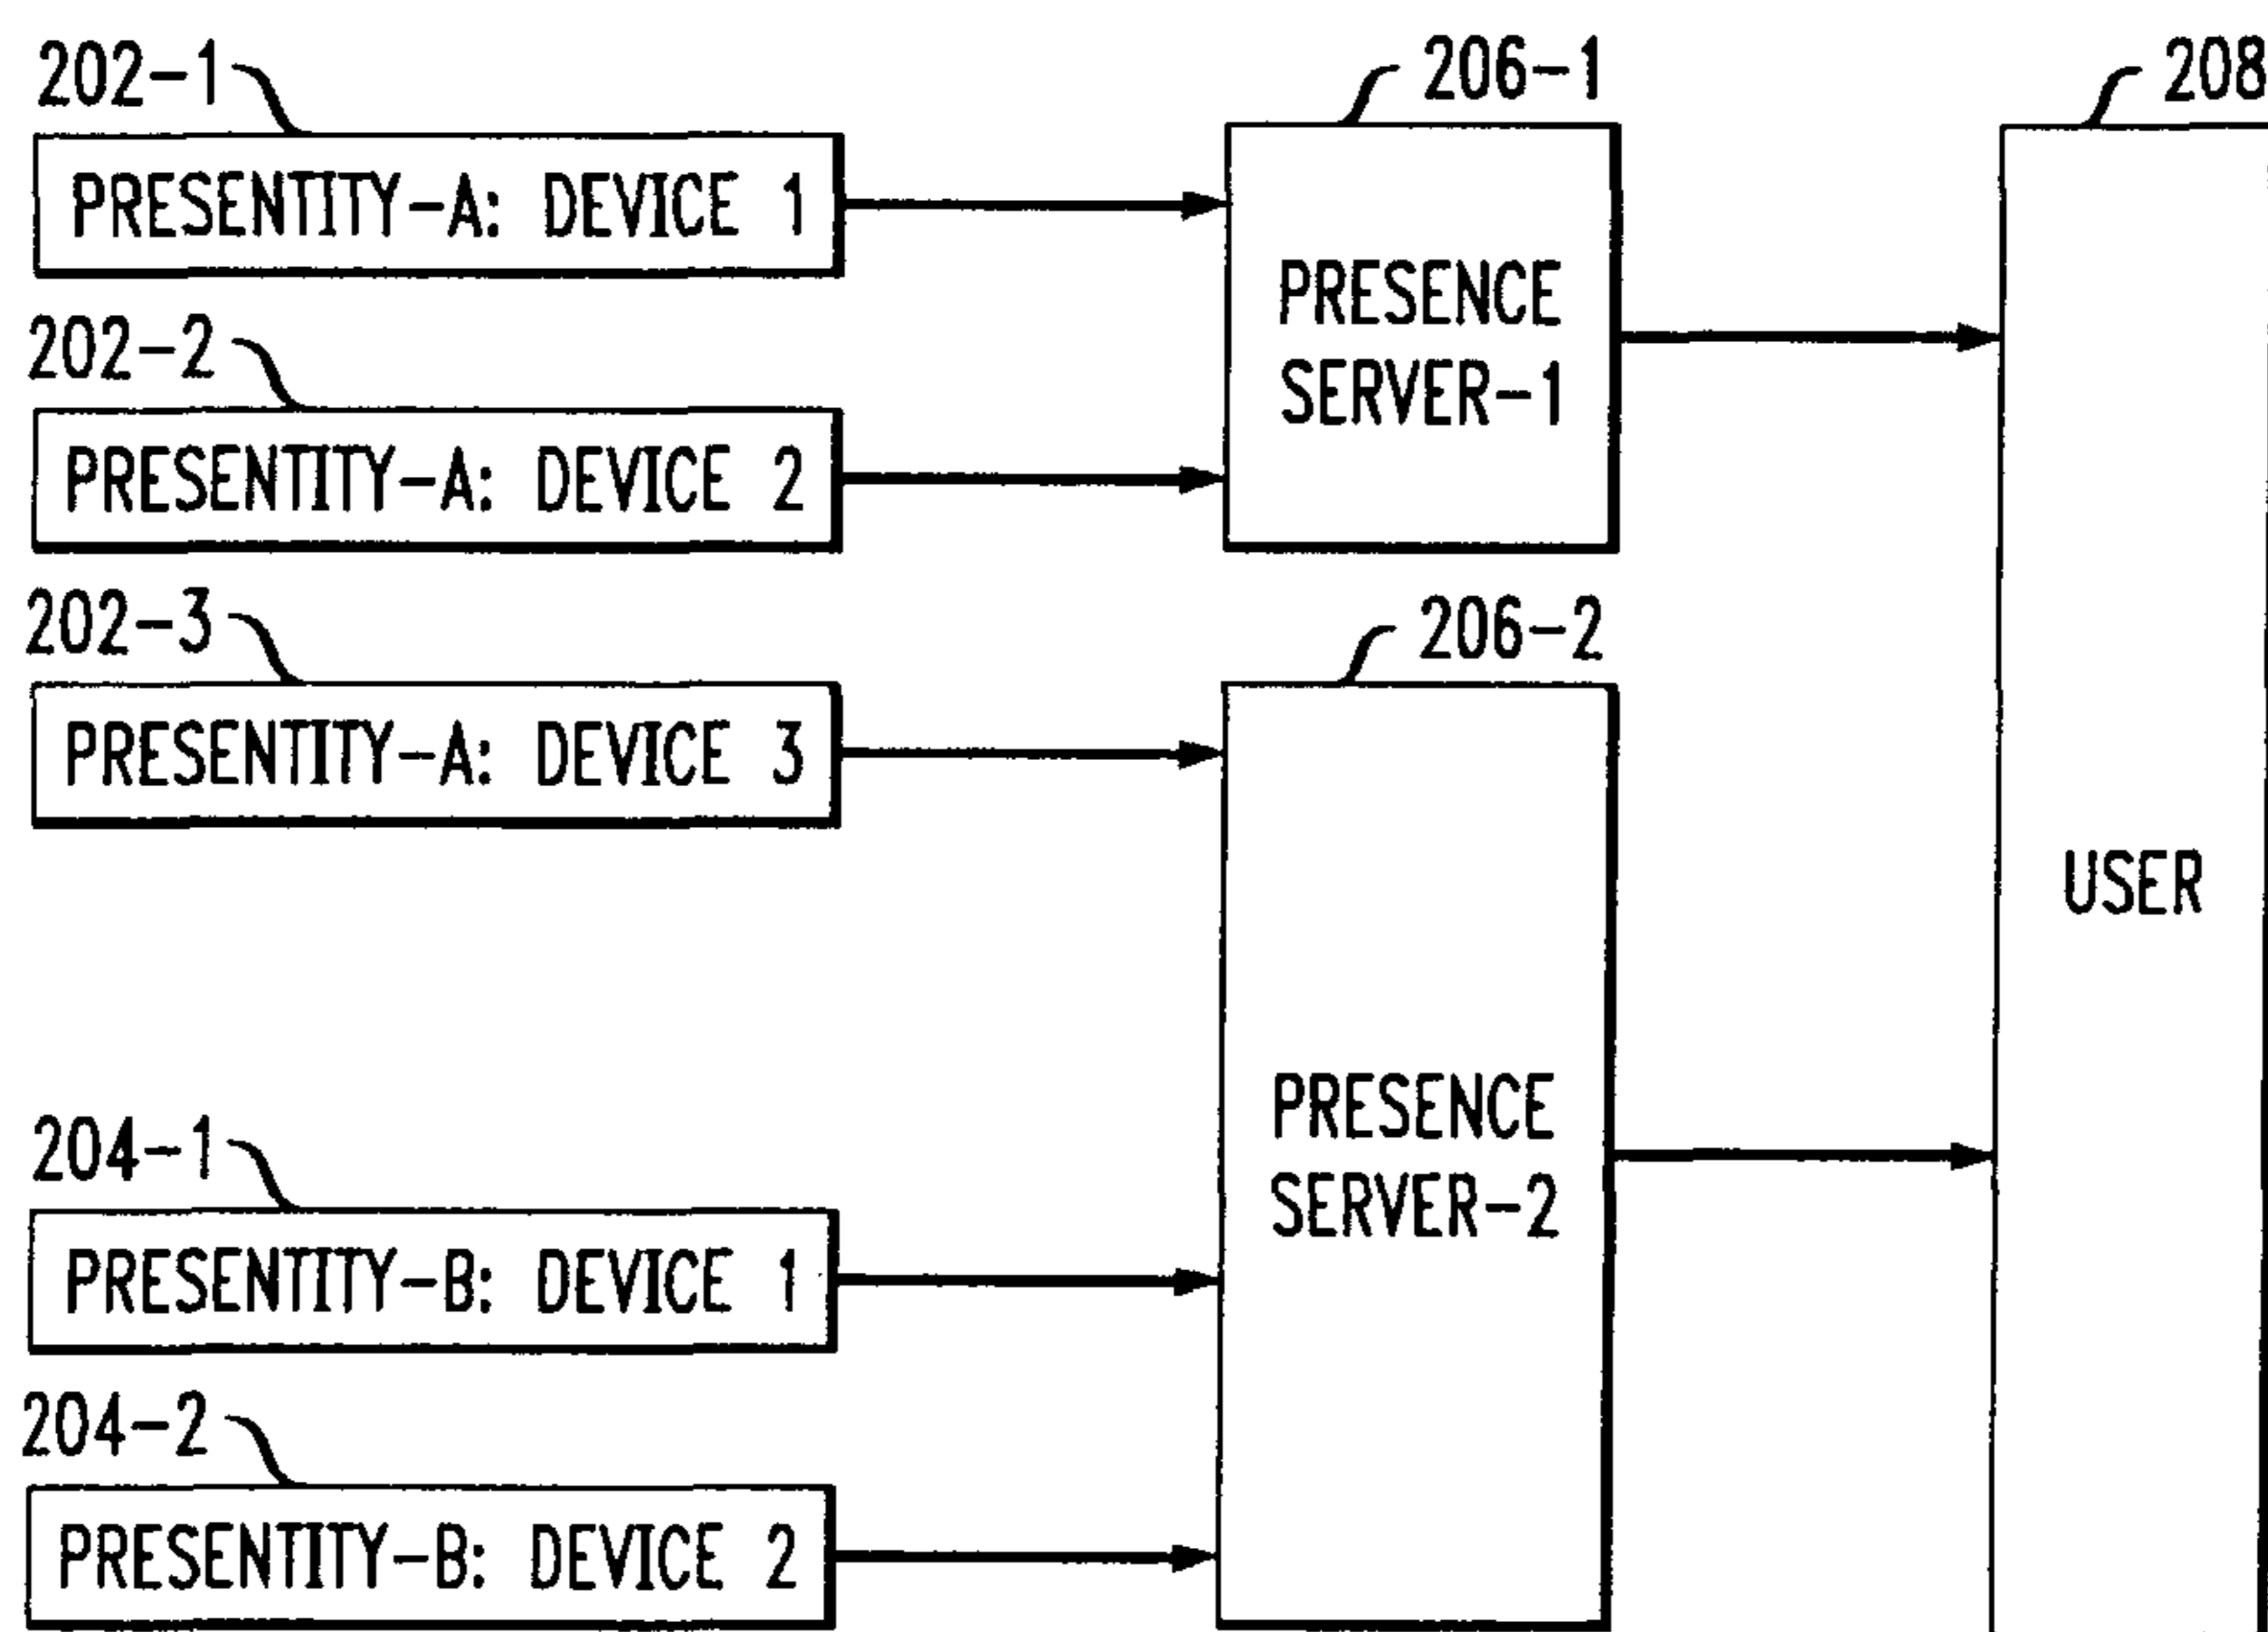 202-1
206-1
208
PRESENTITY-A: DEVICE 1
PRESENCE
SERVER-1
202-2
PRESENTITY-A: DEVICE 2
202-3
206-2
PRESENTITY-A: DEVICE 3
USER
PRESENCE
SERVER-2
204-1
PRESENTITY-B: DEVICE 1
204-2
PRESENTITY-B: DEVICE 2